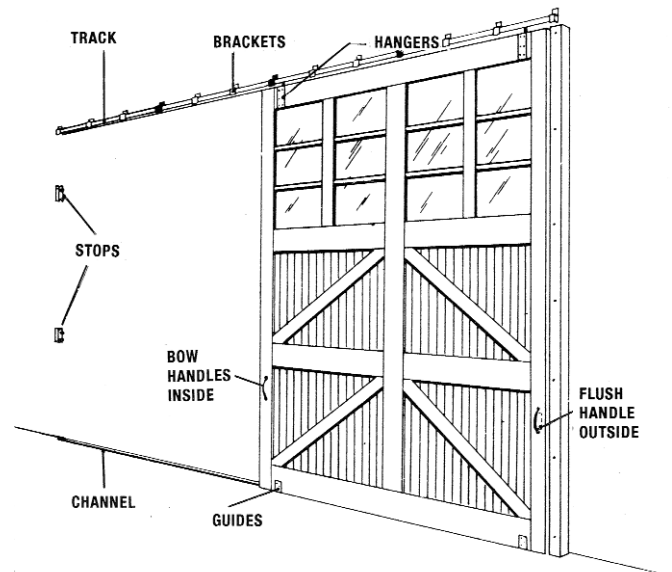 TRACK
BRACKETS
HANGERS
STOPS
BOW
HANDLES
INSIDE
FLUSH
HANDLE
OUTSIDE
CHANNEL
GUIDES